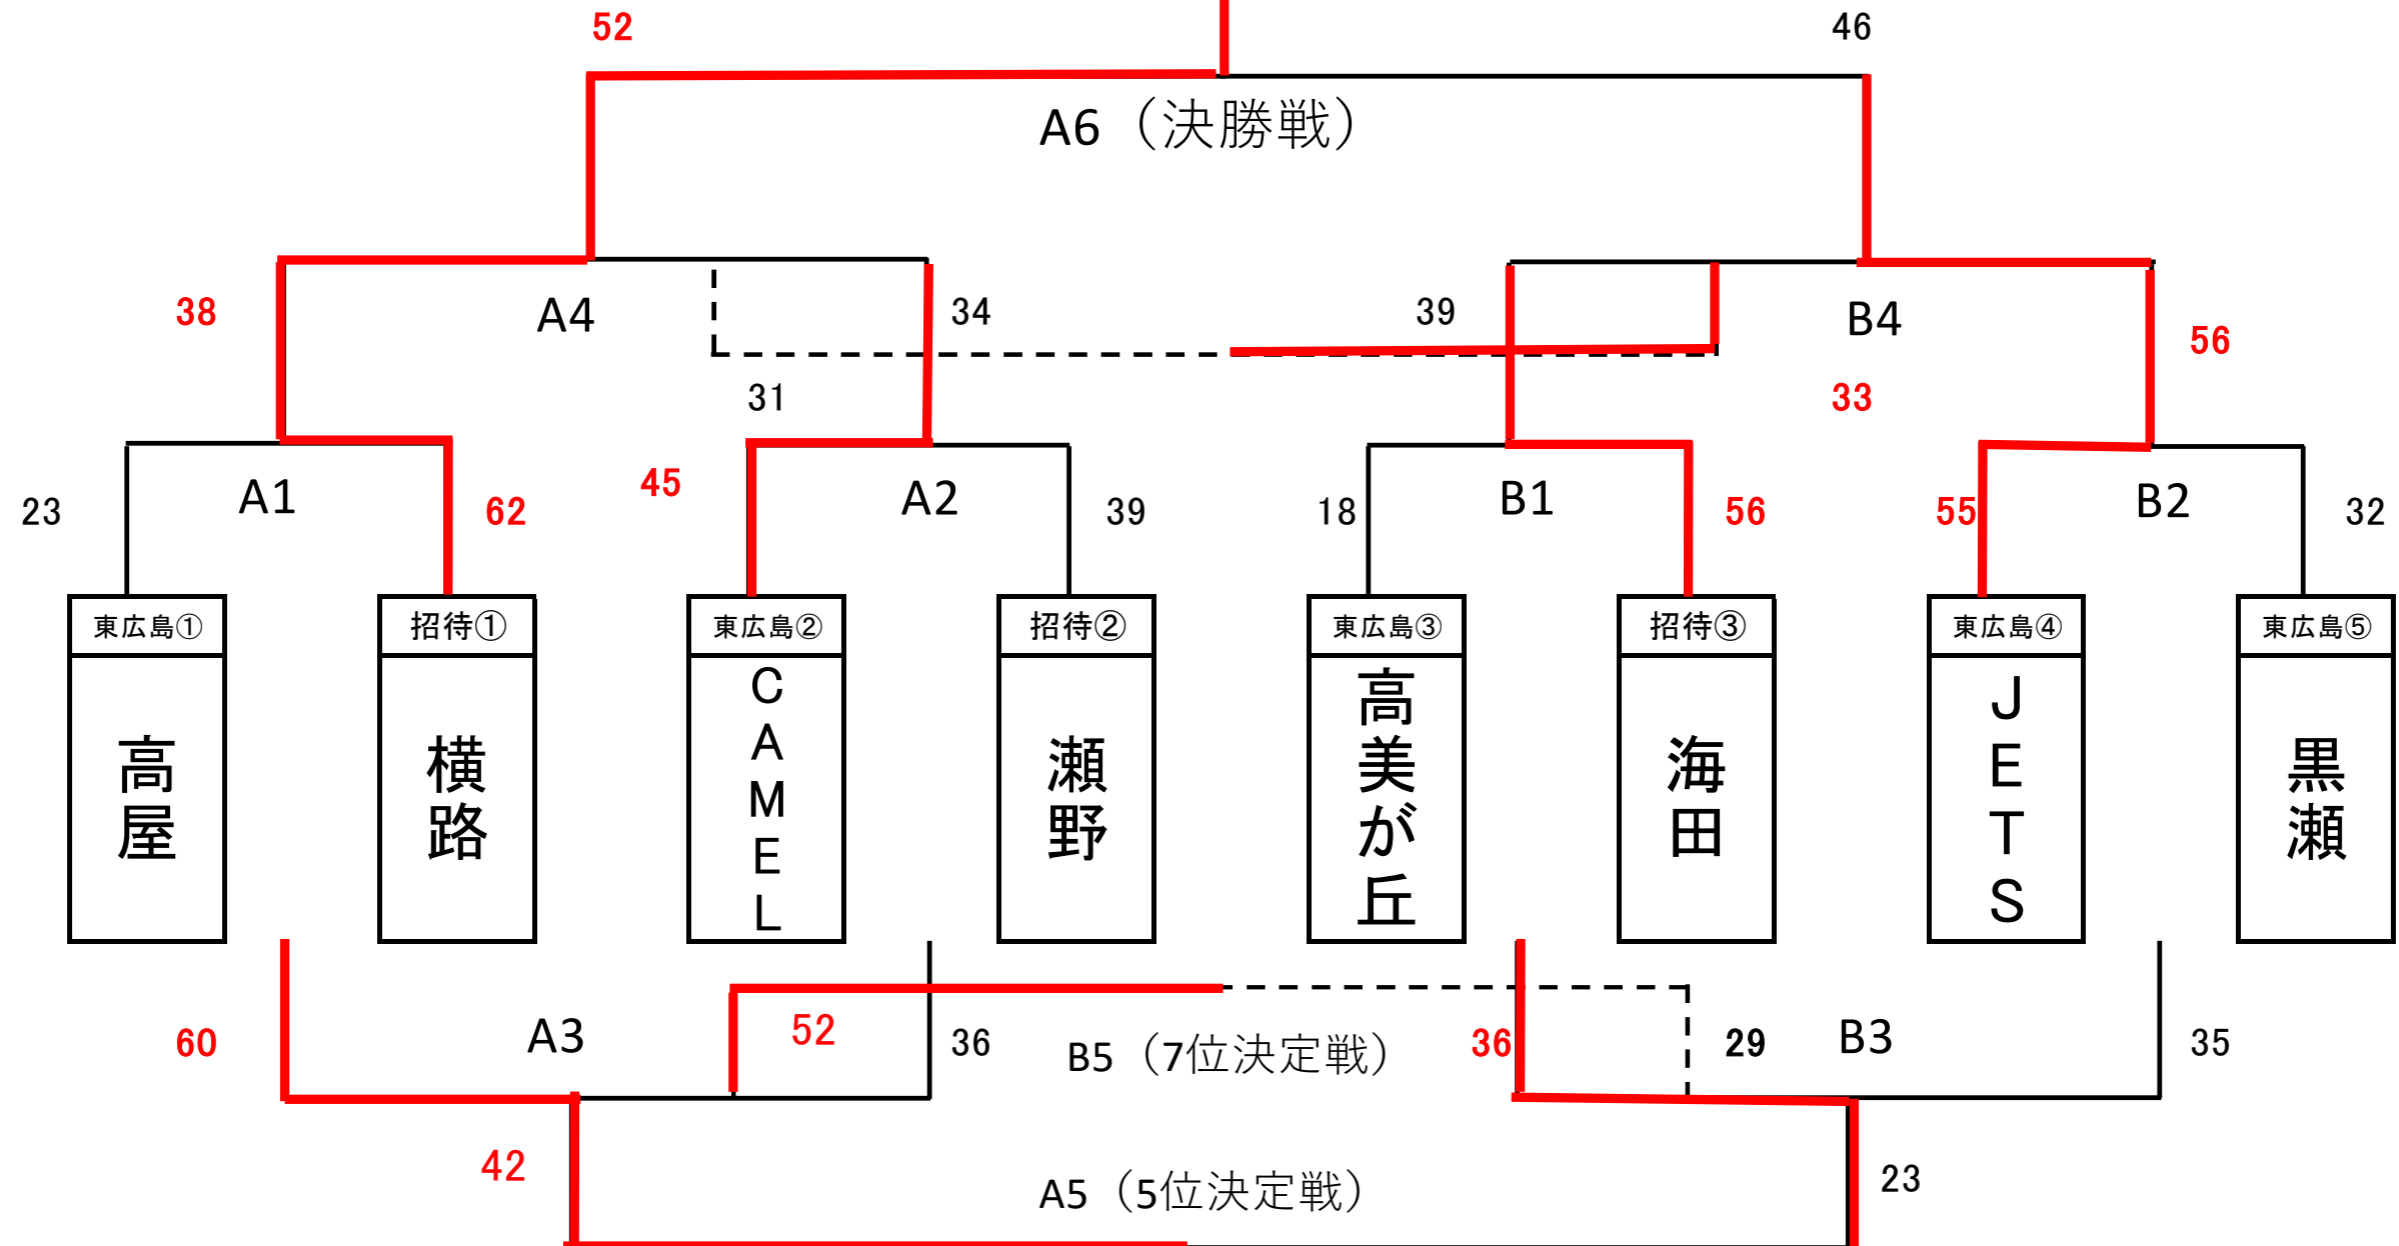 52
46
A6（決勝戦）
38
A4
34
39
B4
56
31
33
23
A1
62
45
A2
39
18
B1
56
55
B2
32
東広島①
招待①
東広島②
招待②
東広島③
招待③
東広島④
東広島⑤
高屋
横路
CAMEL
瀬野
高美が丘
海田
JETS
黒瀬
60
A3
52
36
B5（7位決定戦）
36
29
B3
35
42
A5（5位決定戦）
23